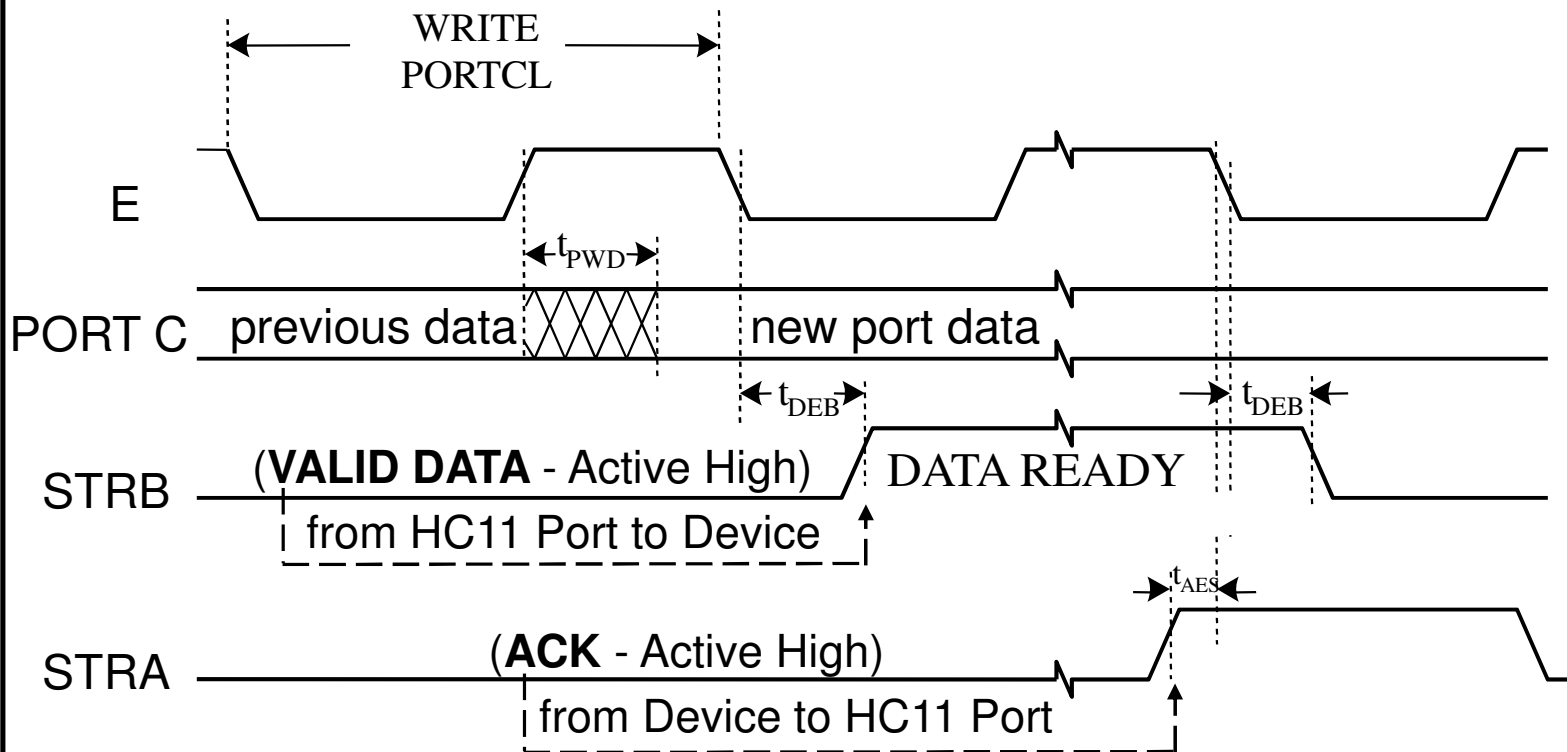 WRITE
PORTCL
E
tPWD
PORT C
previous data
new port data
tDEB
tDEB
(VALID DATA - Active High)
DATA READY
STRB
from HC11 Port to Device
tAES
(ACK - Active High)
STRA
from Device to HC11 Port